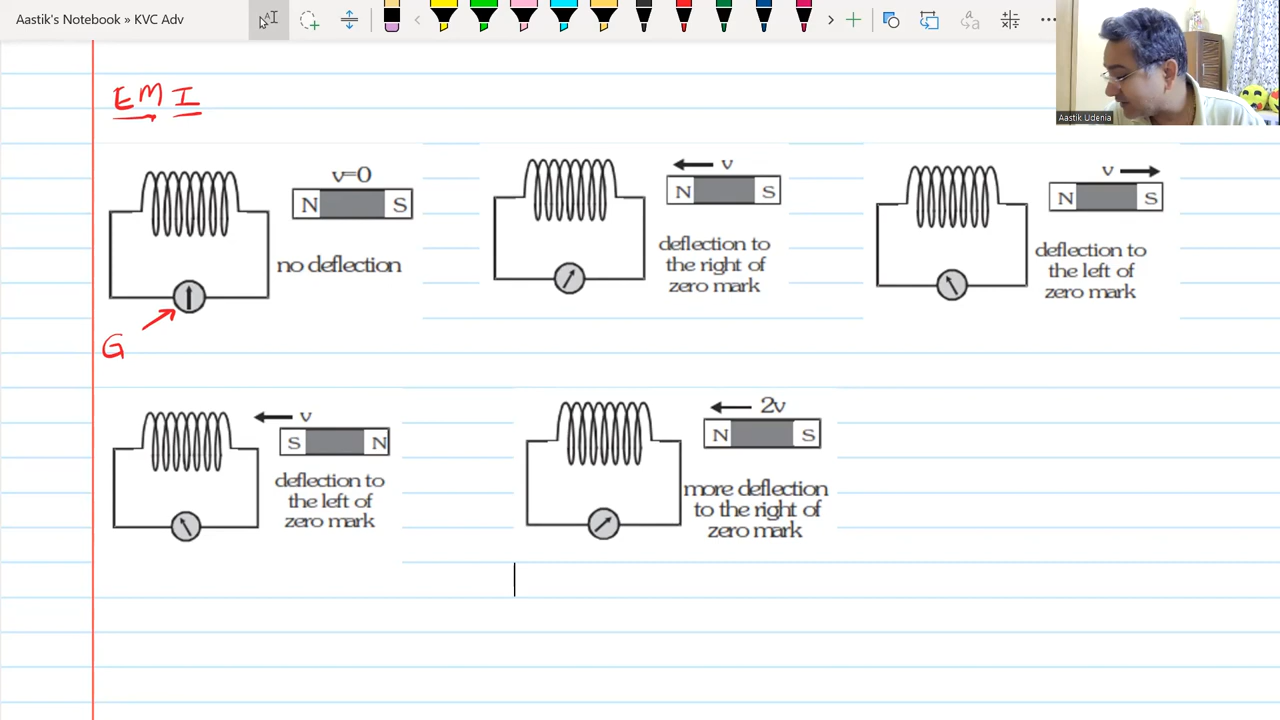 Aastik's Notebook » KVC Adv
Aastik Udenia
EMI
v=0
N S
no deflection
G
v
N S
deflection to
the right of
zero mark
v
N S
deflection to
the left of
zero mark
v
S N
deflection to
the left of
zero mark
2v
N S
more deflection
to the right of
zero mark